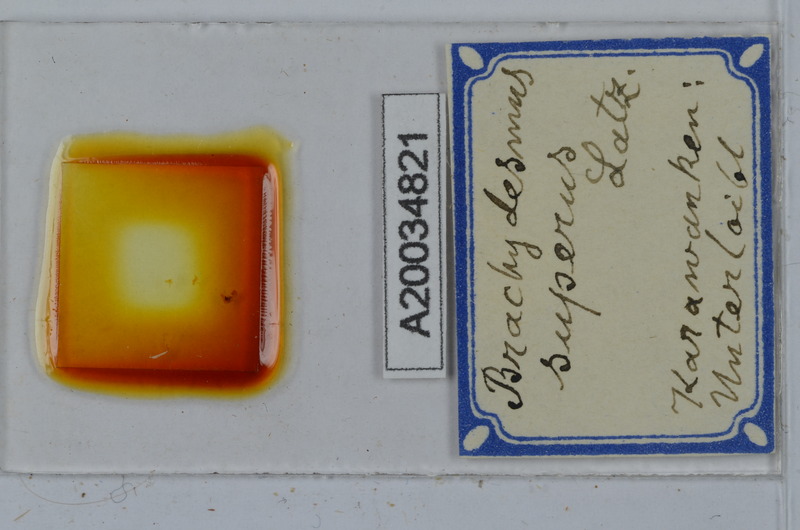 A20034821
Brachydesmus
superus
Latz.
Karawanken:
Unterloibl